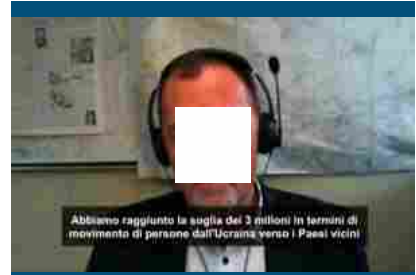 Abbiamo raggiunto la soglia dei 3 milioni in termini di
movimento di persone dall'Ucraina verso i Paesi vicini